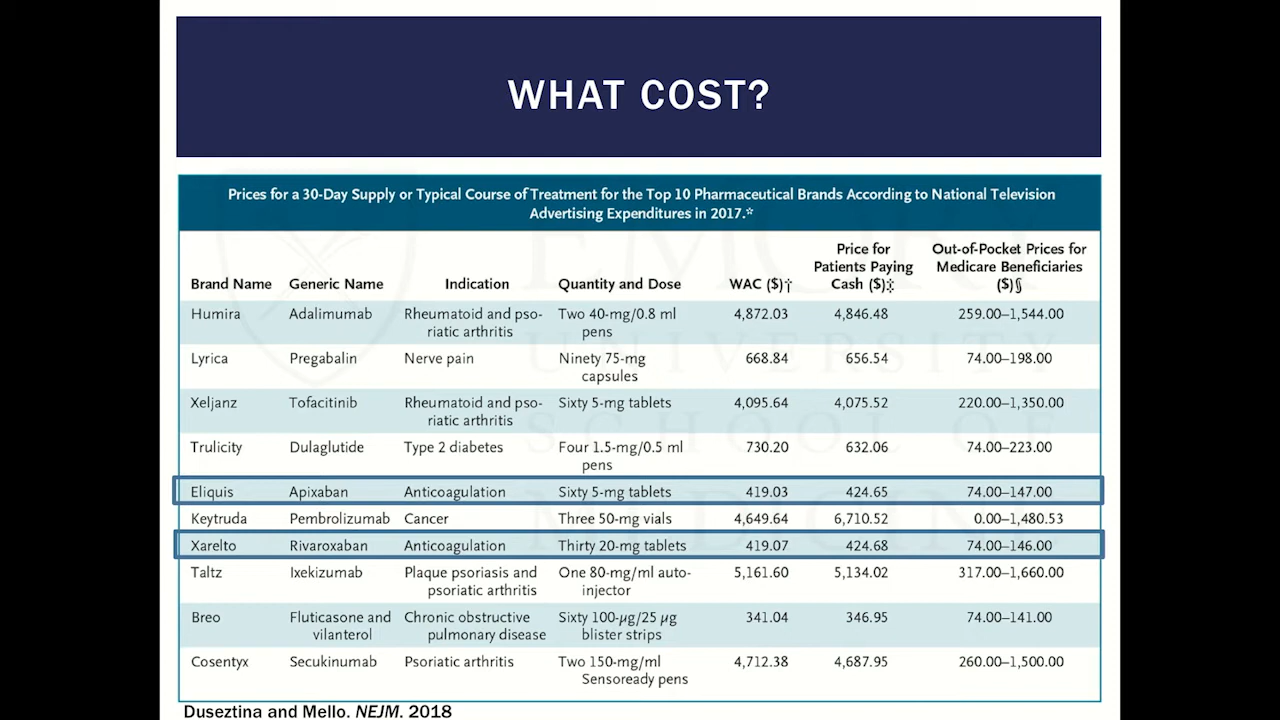 WHAT COST?
Prices for a 30-Day Supply or Typical Course of Treatment for the Top 10 Pharmaceutical Brands According to National Television
Advertising Expenditures in 2017.*
Brand Name Generic Name Indication Quantity and Dose WAC ($)† Price for Patients Paying Cash ($)‡ Out-of-Pocket Prices for Medicare Beneficiaries ($)§
Humira Adalimumab Rheumatoid and pso- Two 40-mg/0.8 ml 4,872.03 4,846.48 259.00–1,544.00
riatic arthritis pens
Lyrica Pregabalin Nerve pain Ninety 75-mg 668.84 656.54 74.00–198.00
capsules
Xeljanz Tofacitinib Rheumatoid and pso- Sixty 5-mg tablets 4,095.64 4,075.52 220.00–1,350.00
riatic arthritis
Trulicity Dulaglutide Type 2 diabetes Four 1.5-mg/0.5 ml 730.20 632.06 74.00–223.00
pens
Eliquis Apixaban Anticoagulation Sixty 5-mg tablets 419.03 424.65 74.00–147.00
Keytruda Pembrolizumab Cancer Three 50-mg vials 4,649.64 6,710.52 0.00–1,480.53
Xarelto Rivaroxaban Anticoagulation Thirty 20-mg tablets 419.07 424.68 74.00–146.00
Taltz Ixekizumab Plaque psoriasis and One 80-mg/ml auto- 5,161.60 5,134.02 317.00–1,660.00
psoriatic arthritis injector
Breo Fluticasone and Chronic obstructive Sixty 100-µg/25 µg 341.04 346.95 74.00–141.00
vilanterol pulmonary disease blister strips
Cosentyx Secukinumab Psoriatic arthritis Two 150-mg/ml 4,712.38 4,687.95 260.00–1,500.00
Sensoready pens
Duseztina and Mello. NEJM. 2018
EMORY
UNIVERSITY
SCHOOL OF
MEDICINE